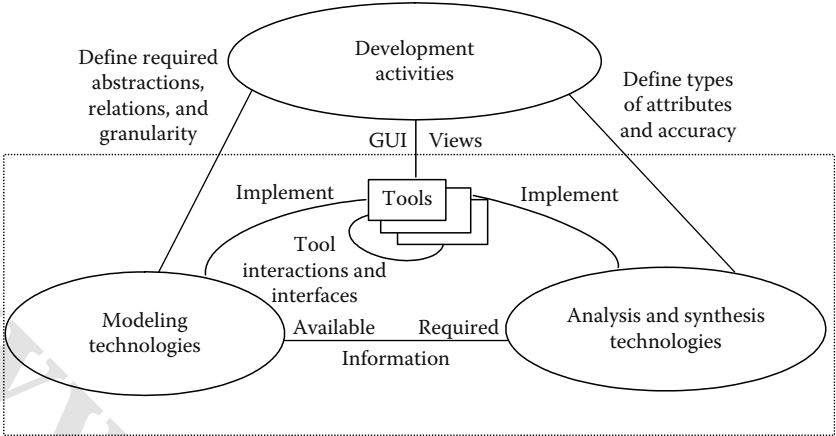 Development
activities
Define required
abstractions,
relations, and
granularity
Define types
of attributes
and accuracy
GUI Views
Implement
Tools
Implement
Tool
interactions and
interfaces
Modeling
technologies
Available Required
Information
Analysis and synthesis
technologies